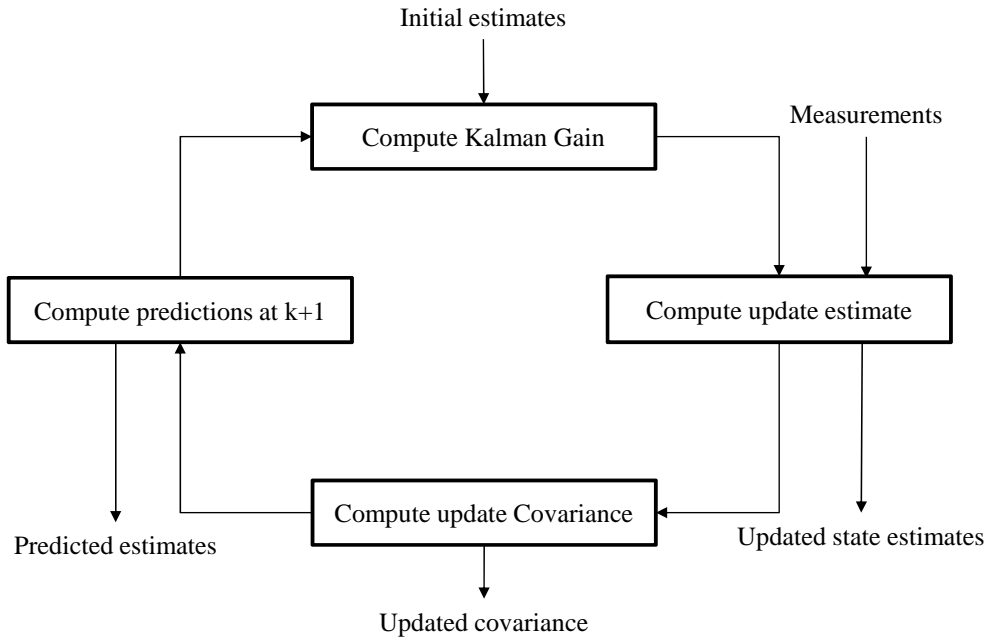 Initial estimates
Measurements
Compute Kalman Gain
Compute predictions at k+1
Compute update estimate
Compute update Covariance
Predicted estimates
Updated state estimates
Updated covariance